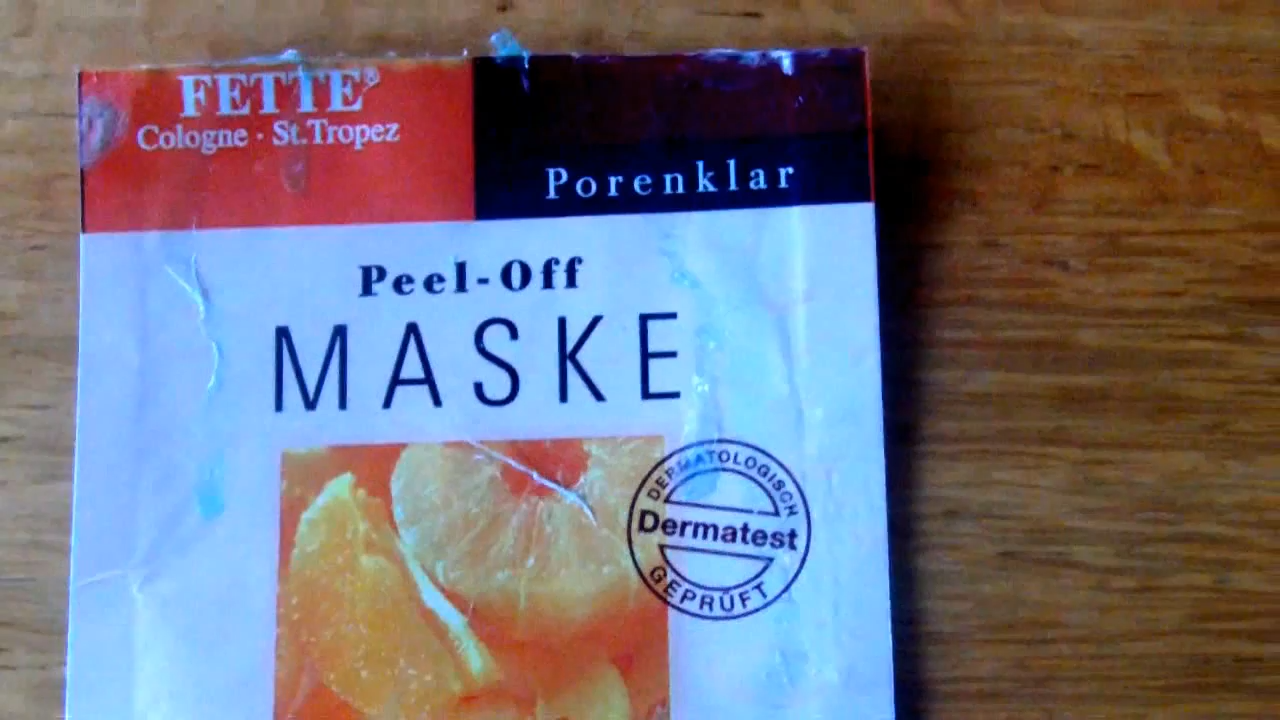 FETTE®
Cologne · St.Tropez
Porenklar
Peel-Off
MASKE
DERMATOLOGISCH
Dermatest
GEPRÜFT